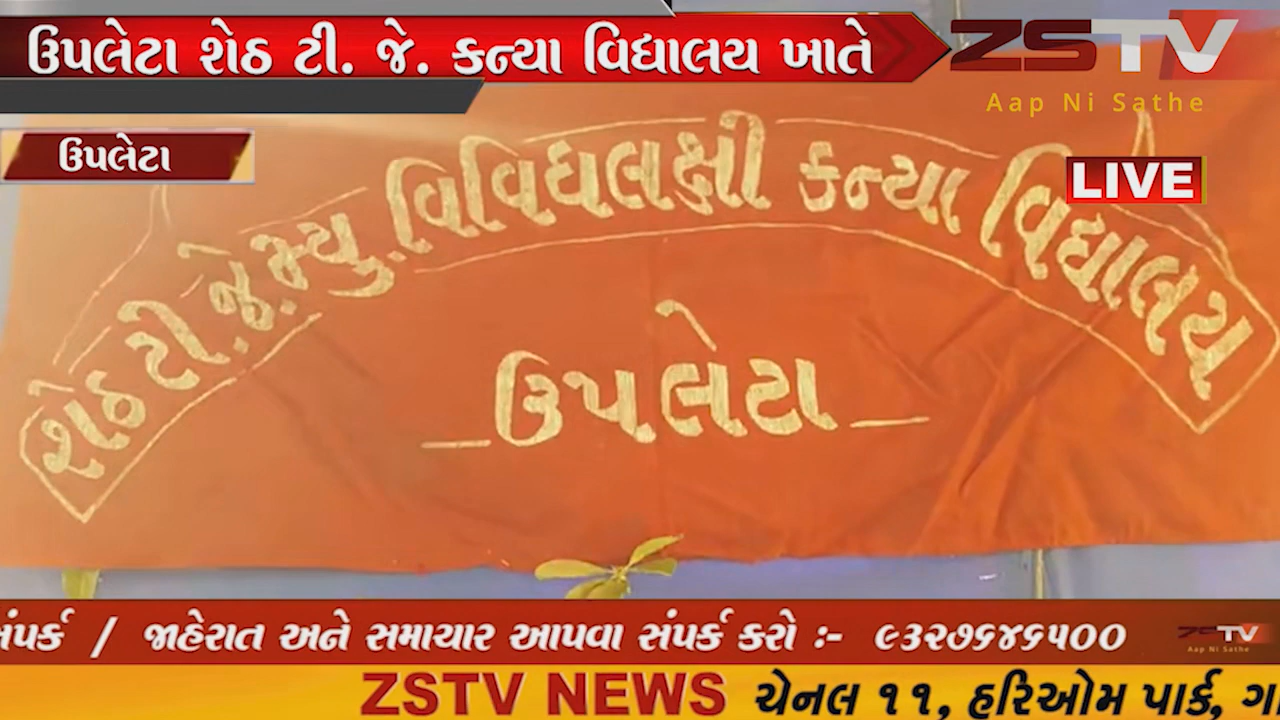 ઉપલેટા શેઠ ટી. જે. કન્યા વિદ્યાલય ખાતે
ZSTV
Aap Ni Sathe
ઉપલેટા
LIVE
શેઠ ટી. જે. મ્યુ. વિવિધલક્ષી કન્યા વિદ્યાલય
ઉપલેટા
સંપર્ક / જાહેરાત અને સમાચાર આપવા સંપર્ક કરો :- ૯૩૨૭૬૪૬૫૦૦
ZSTV
Aap Ni Sathe
ZSTV NEWS ચેનલ ૧૧, હરિઓમ પાર્ક,